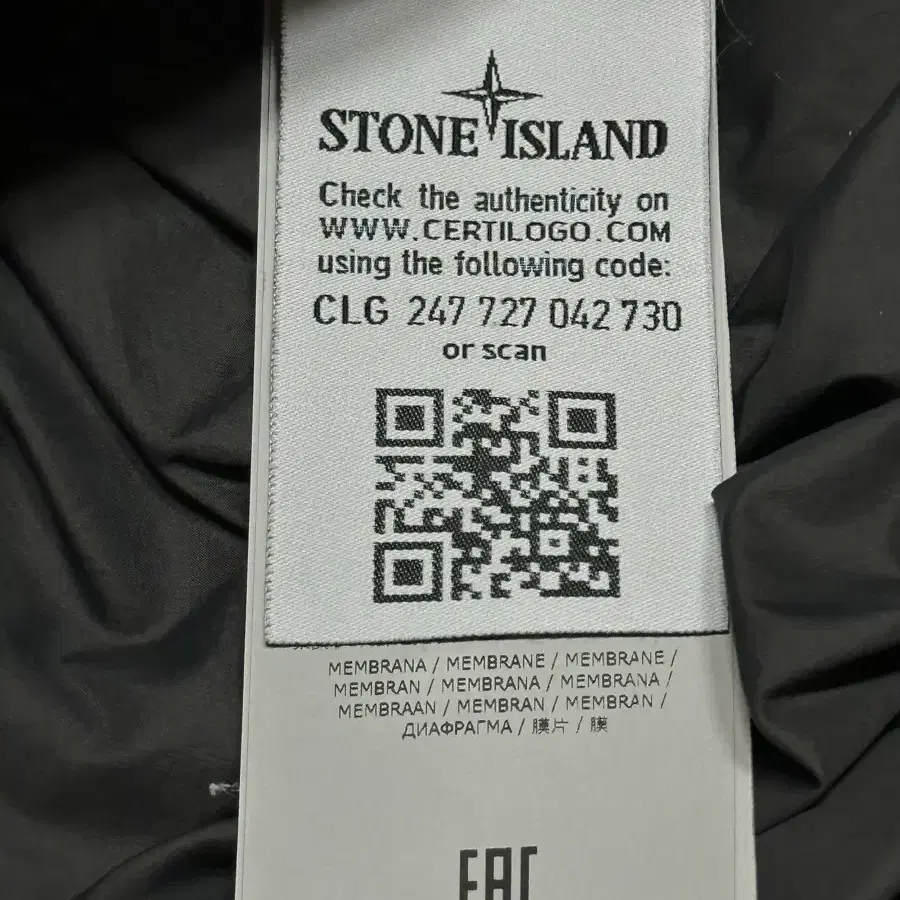 STONE ISLAND
Check the authenticity on
WWW.CERTILOGO.COM
using the following code:
CLG 247 727 042 730
or scan
MEMBRANA / MEMBRANE / MEMBRANE /
MEMBRAN / MEMBRANA / MEMBRANA /
MEMBRAAN / MEMBRAN / MEMBRAN /
ДИАФРАГМА / 膜片 / 膜
EAC